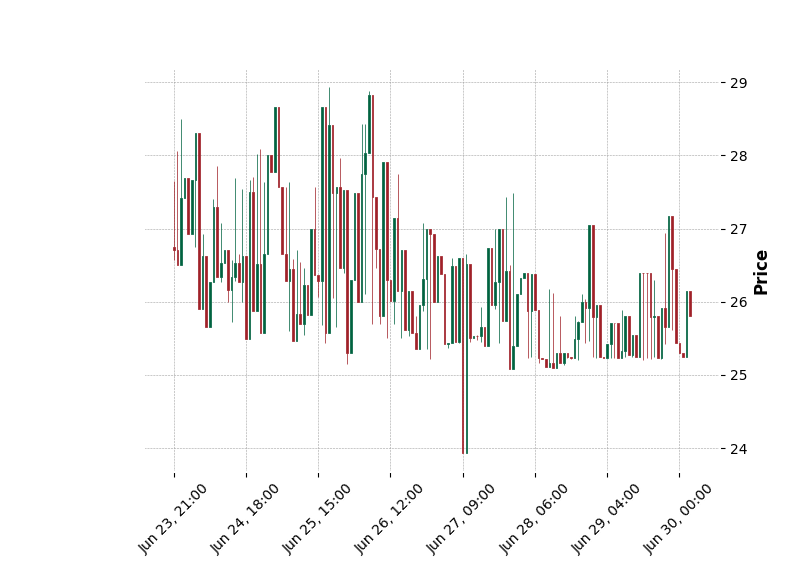 29
28
27
26
25
24
Price
Jun 23, 21:00
Jun 24, 18:00
Jun 25, 15:00
Jun 26, 12:00
Jun 27, 09:00
Jun 28, 06:00
Jun 29, 04:00
Jun 30, 00:00